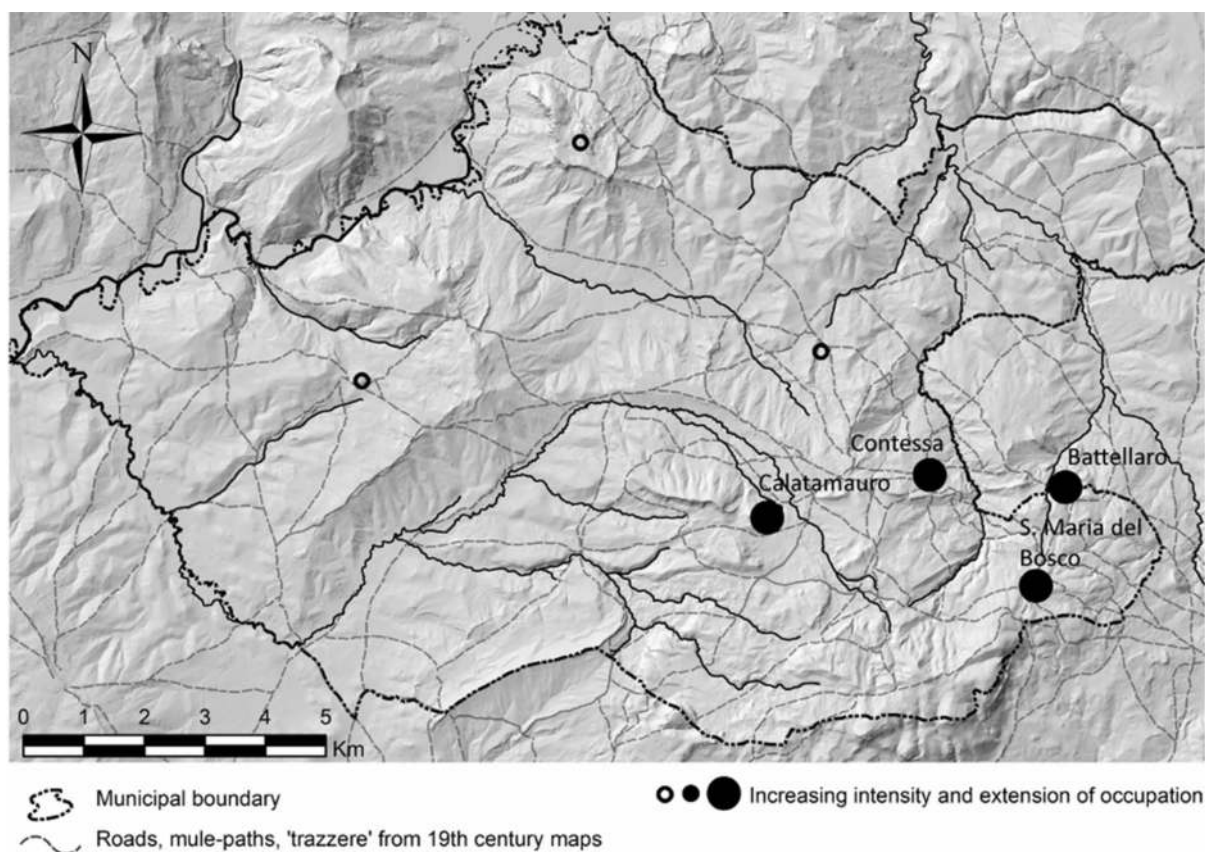 N
Contessa
Battellaro
Calatamauro
S. Maria del
Bosco
0 1 2 3 4 5
Km
Municipal boundary
Increasing intensity and extension of occupation
Roads, mule-paths, 'trazzere' from 19th century maps